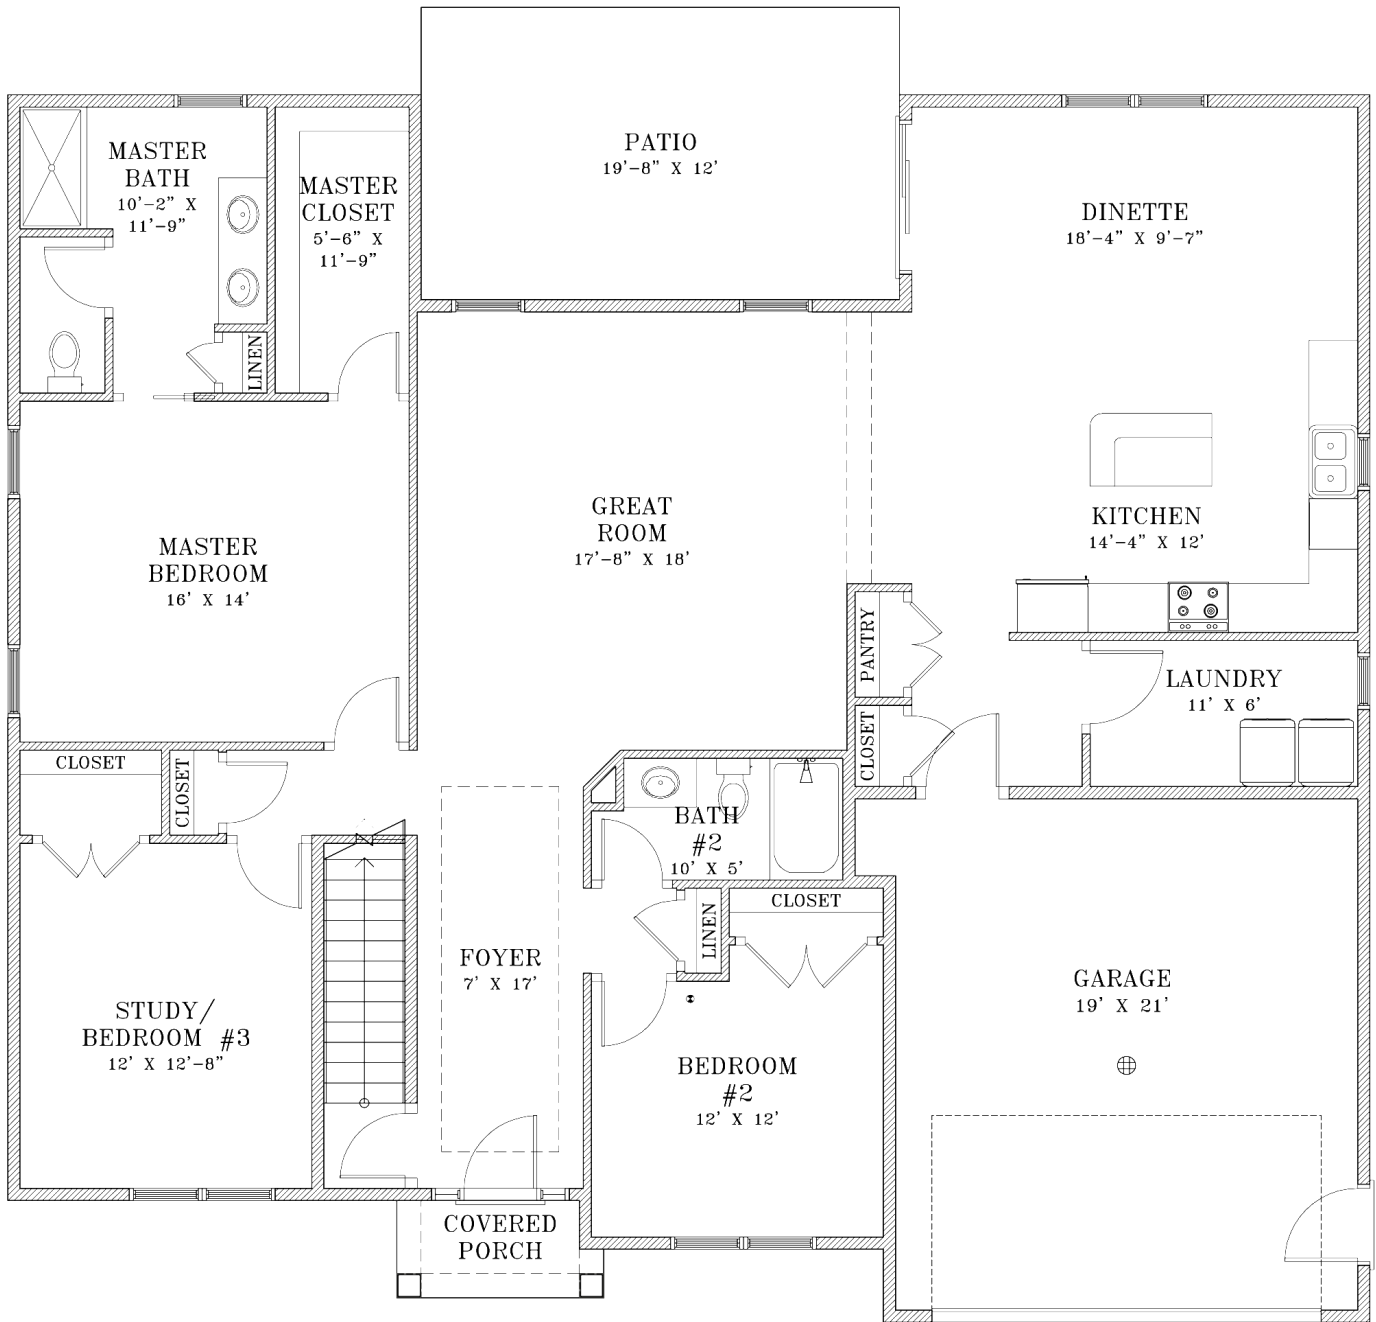 PATIO
19'-8" X 12'
MASTER
BATH
10'-2" X
11'-9"
MASTER
CLOSET
5'-6" X
11'-9"
DINETTE
18'-4" X 9'-7"
LINEN
GREAT
ROOM
17'-8" X 18'
KITCHEN
14'-4" X 12'
MASTER
BEDROOM
16' X 14'
PANTRY
LAUNDRY
11' X 6'
CLOSET
CLOSET
CLOSET
BATH
#2
10' X 5'
CLOSET
LINEN
FOYER
7' X 17'
GARAGE
19' X 21'
STUDY/
BEDROOM #3
12' X 12'-8"
BEDROOM
#2
12' X 12'
COVERED
PORCH